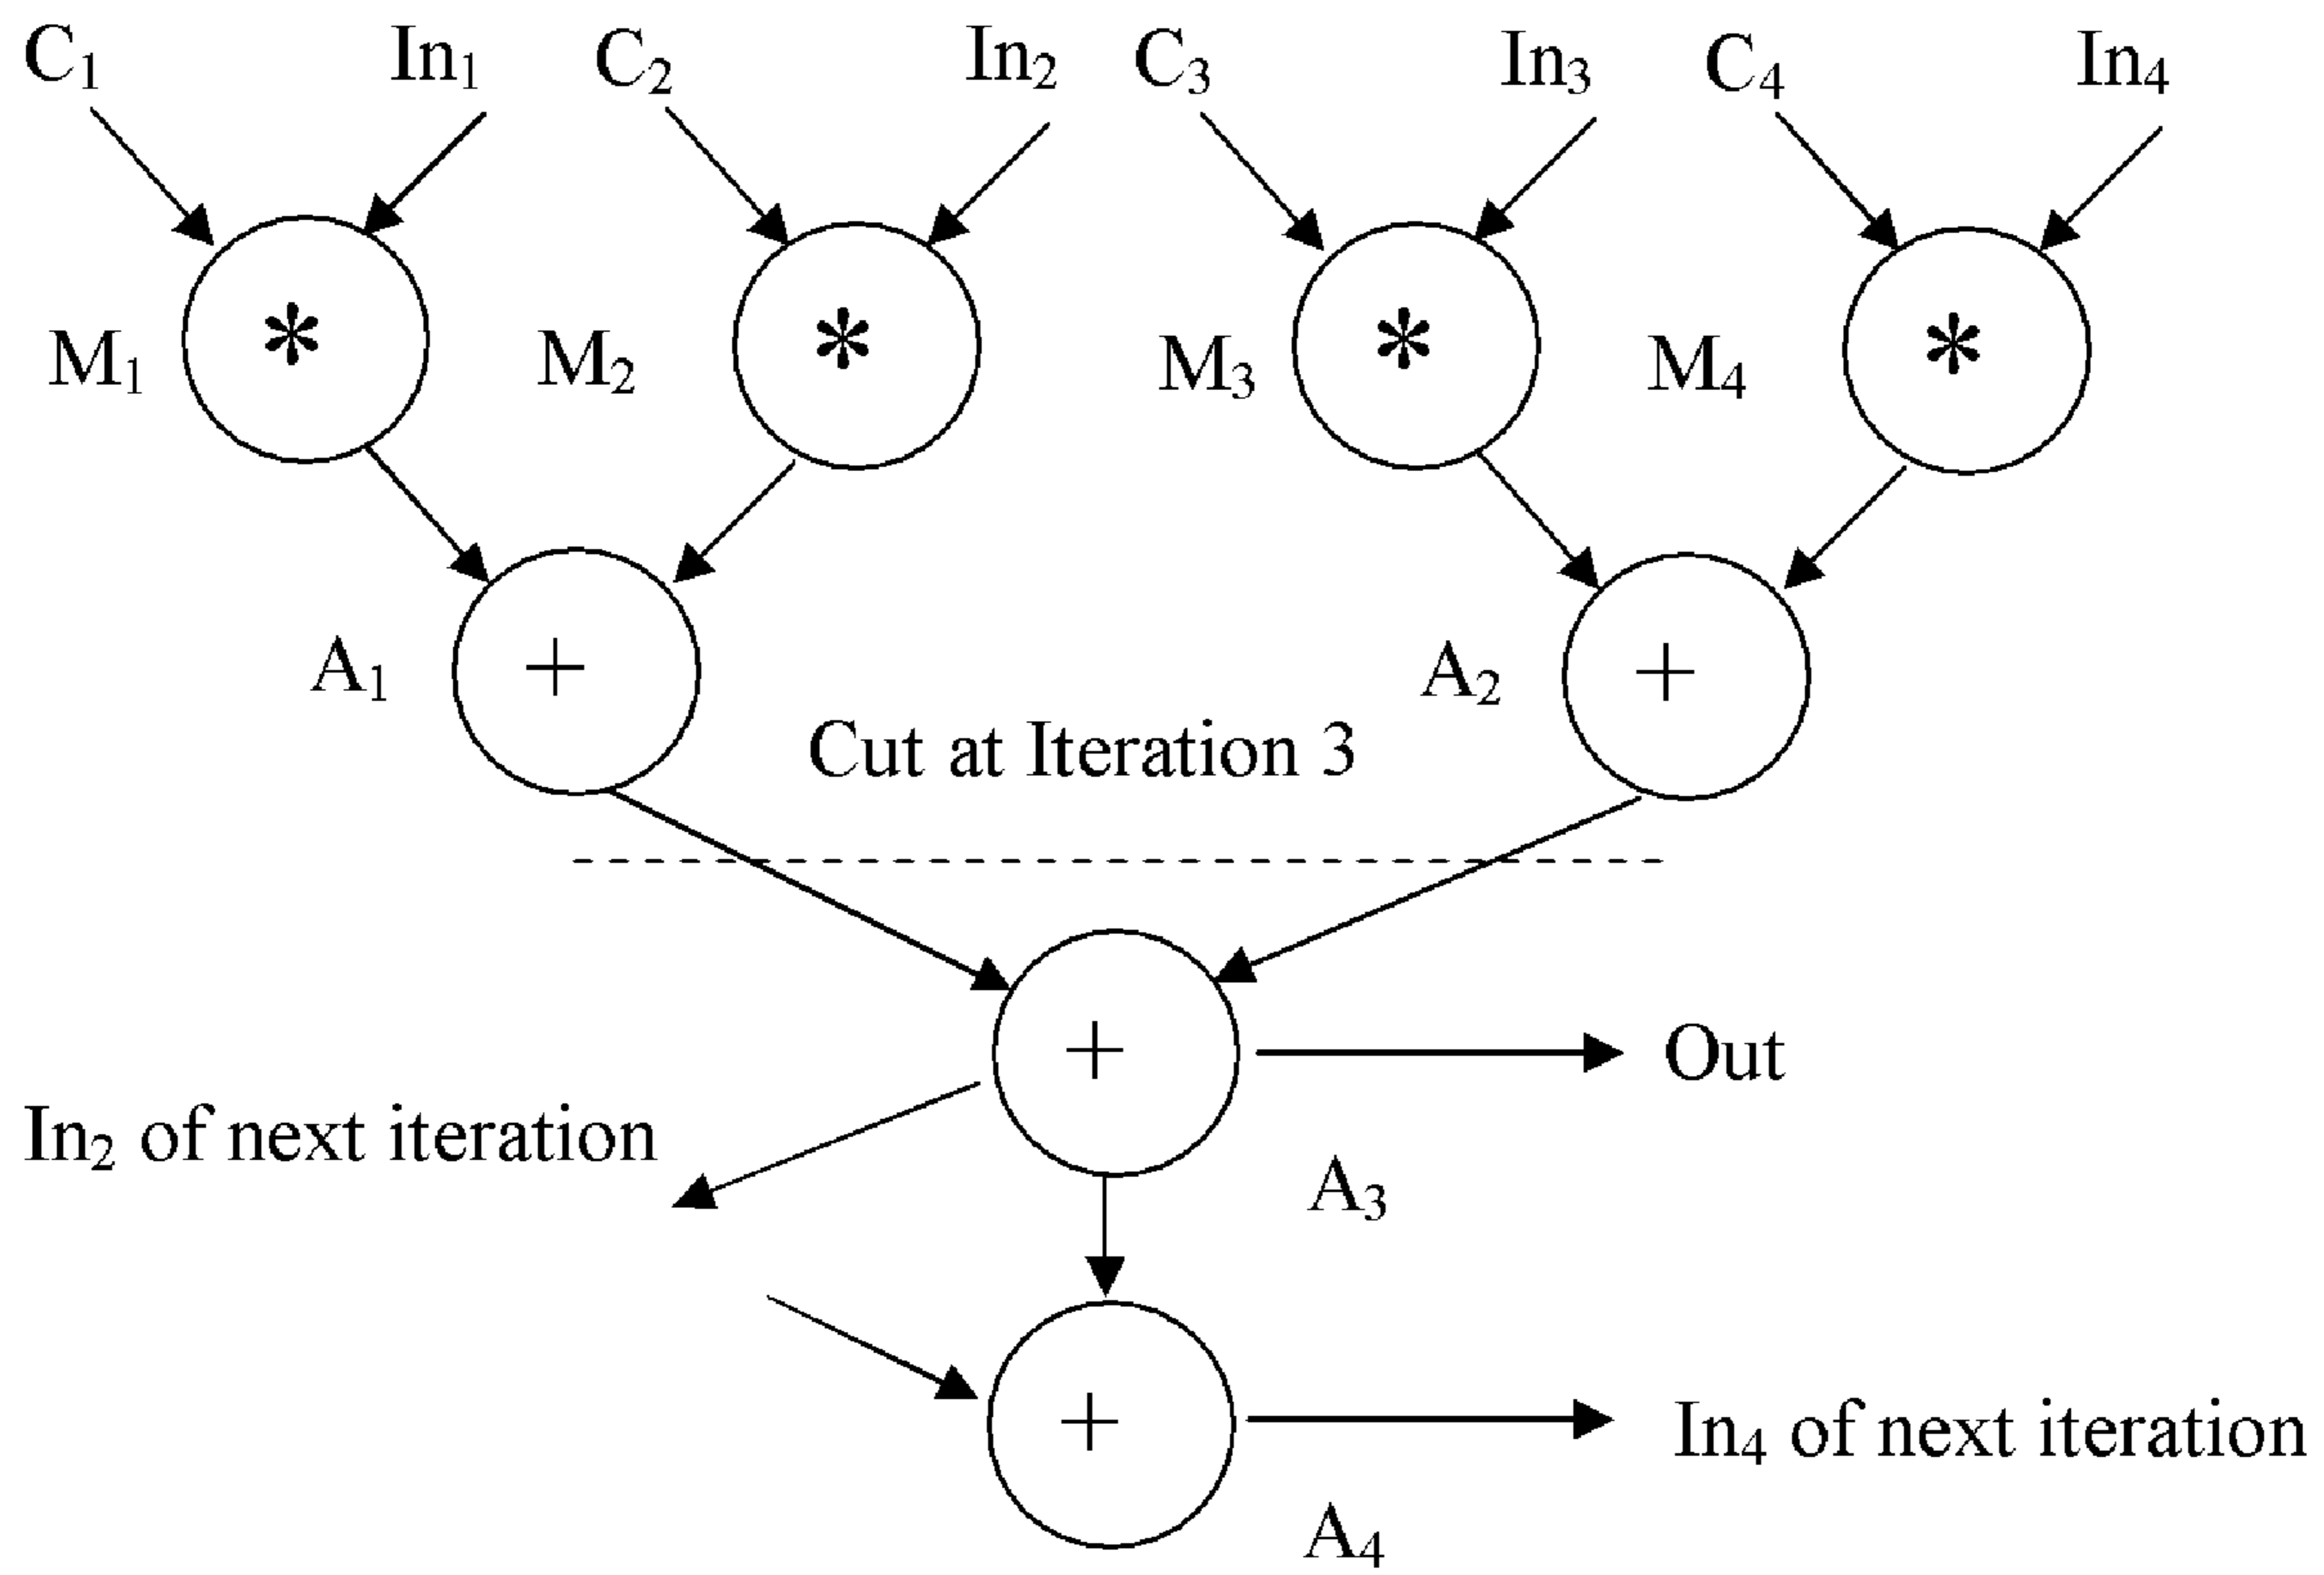 C₁ In₁ C₂ In₂ C₃ In₃ C₄ In₄
M₁ * M₂ * M₃ * M₄ *
A₁ + A₂ +
Cut at Iteration 3
+ Out
In₂ of next iteration
A₃
+ In₄ of next iteration
A₄